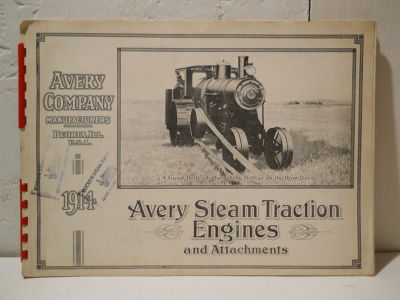 AVERY
COMPANY
MANUFACTURERS
PEORIA, ILL.
U.S.A.
1914
Avery Steam Traction
Engines
and Attachments